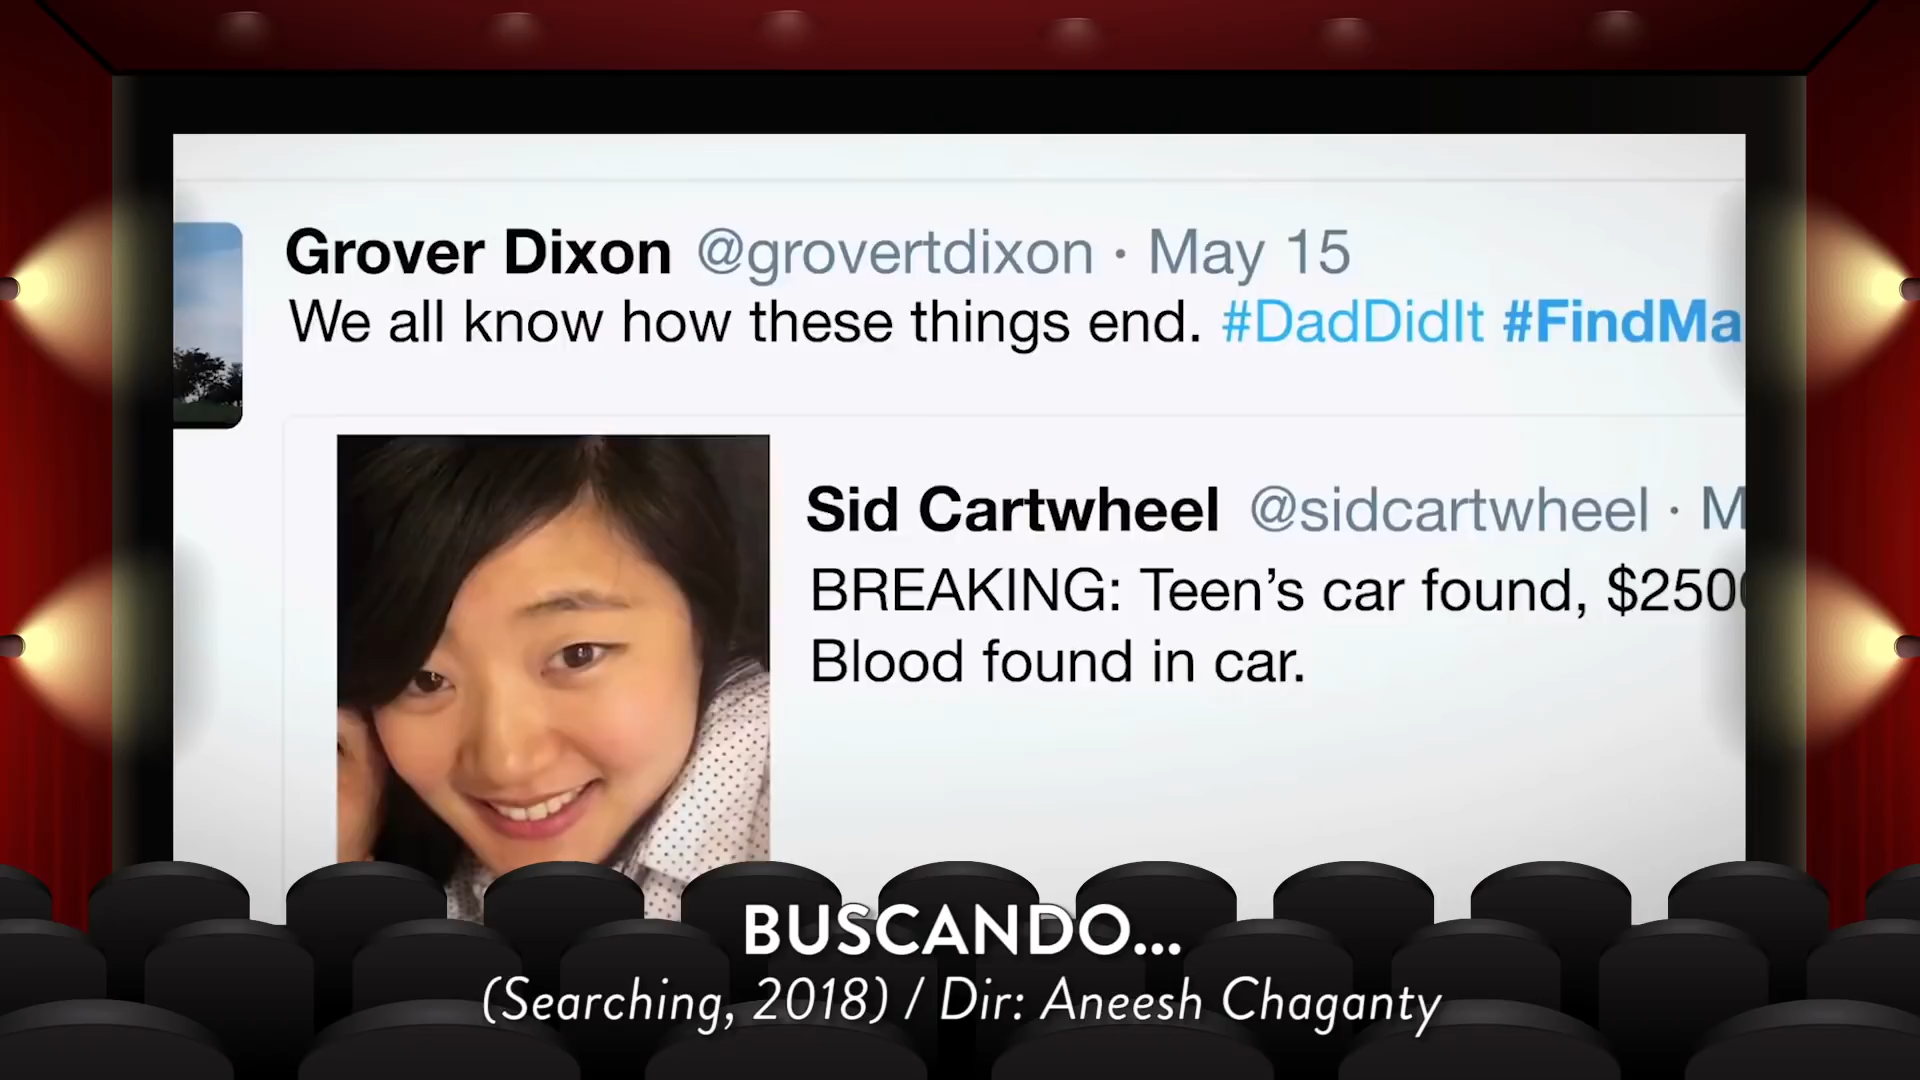 Grover Dixon @grovertdixon · May 15
We all know how these things end. #DadDidIt #FindMa
Sid Cartwheel @sidcartwheel · M
BREAKING: Teen’s car found, $250
Blood found in car.
BUSCANDO...
(Searching, 2018) / Dir: Aneesh Chaganty